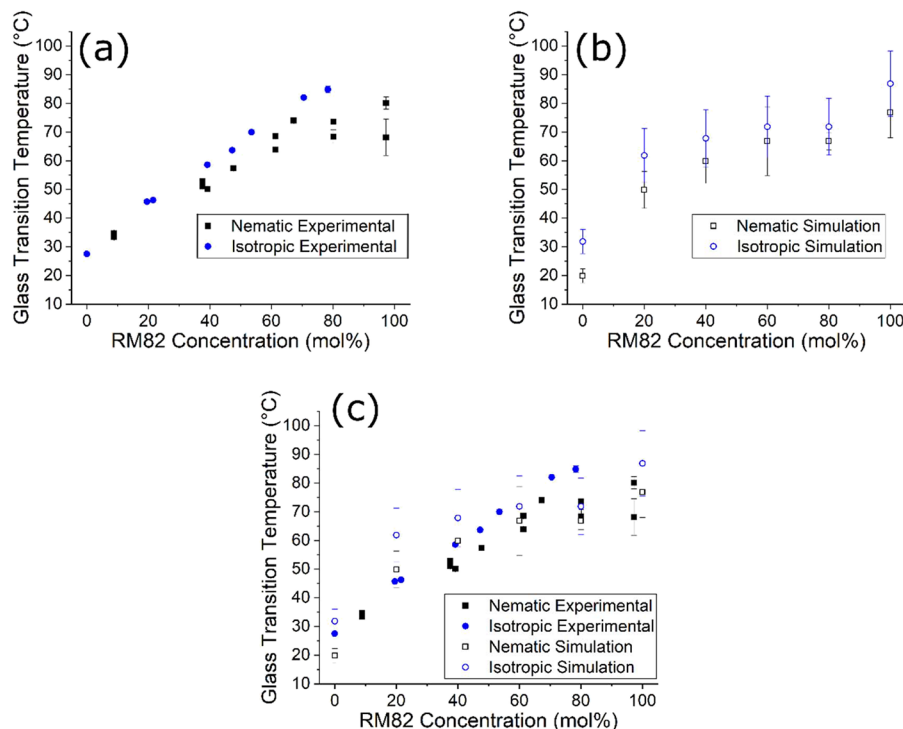 (a)
Glass Transition Temperature (°C)
100
90
80
70
60
50
40
30
20
10
Nematic Experimental
Isotropic Experimental
0 20 40 60 80 100
RM82 Concentration (mol%)
(b)
Glass Transition Temperature (°C)
100
90
80
70
60
50
40
30
20
10
Nematic Simulation
Isotropic Simulation
0 20 40 60 80 100
RM82 Concentration (mol%)
(c)
Glass Transition Temperature (°C)
100
90
80
70
60
50
40
30
20
10
Nematic Experimental
Isotropic Experimental
Nematic Simulation
Isotropic Simulation
0 20 40 60 80 100
RM82 Concentration (mol%)